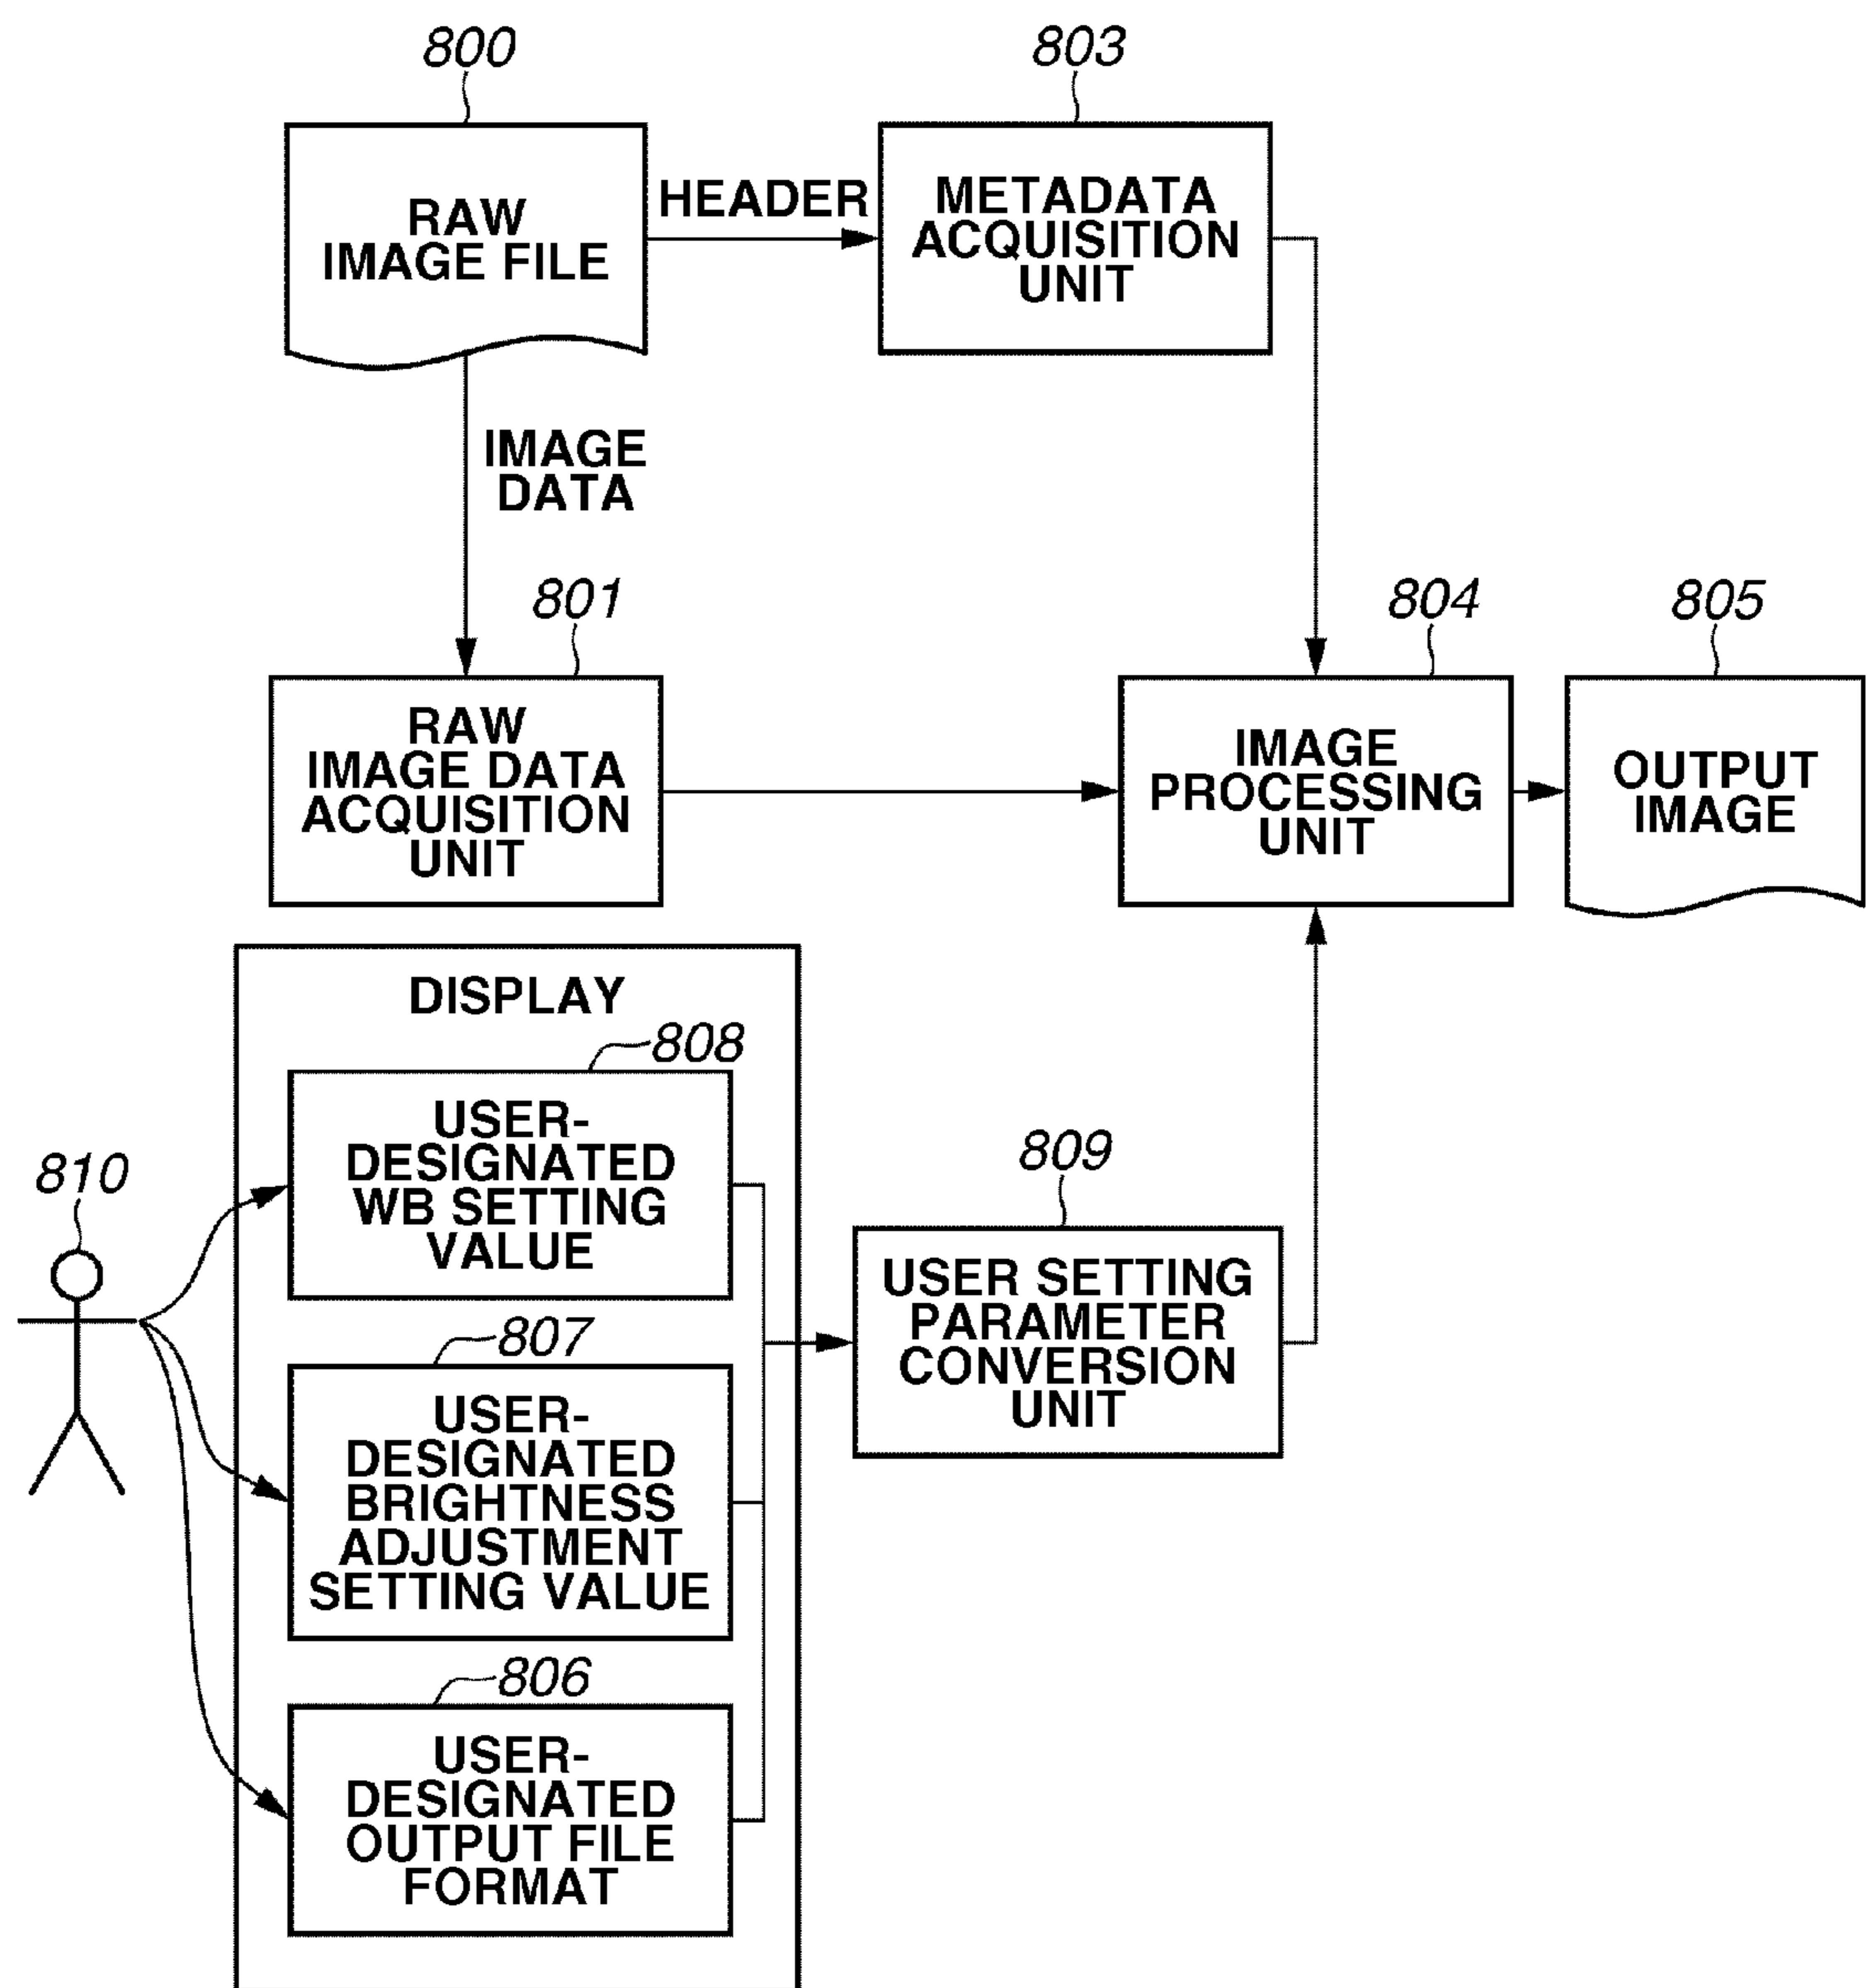 800
803
RAW
IMAGE FILE
HEADER
METADATA
ACQUISITION
UNIT
IMAGE
DATA
801
804
805
RAW
IMAGE DATA
ACQUISITION
UNIT
IMAGE
PROCESSING
UNIT
OUTPUT
IMAGE
DISPLAY
808
USER-
DESIGNATED
WB SETTING
VALUE
810
809
USER SETTING
PARAMETER
CONVERSION
UNIT
807
USER-
DESIGNATED
BRIGHTNESS
ADJUSTMENT
SETTING VALUE
806
USER-
DESIGNATED
OUTPUT FILE
FORMAT